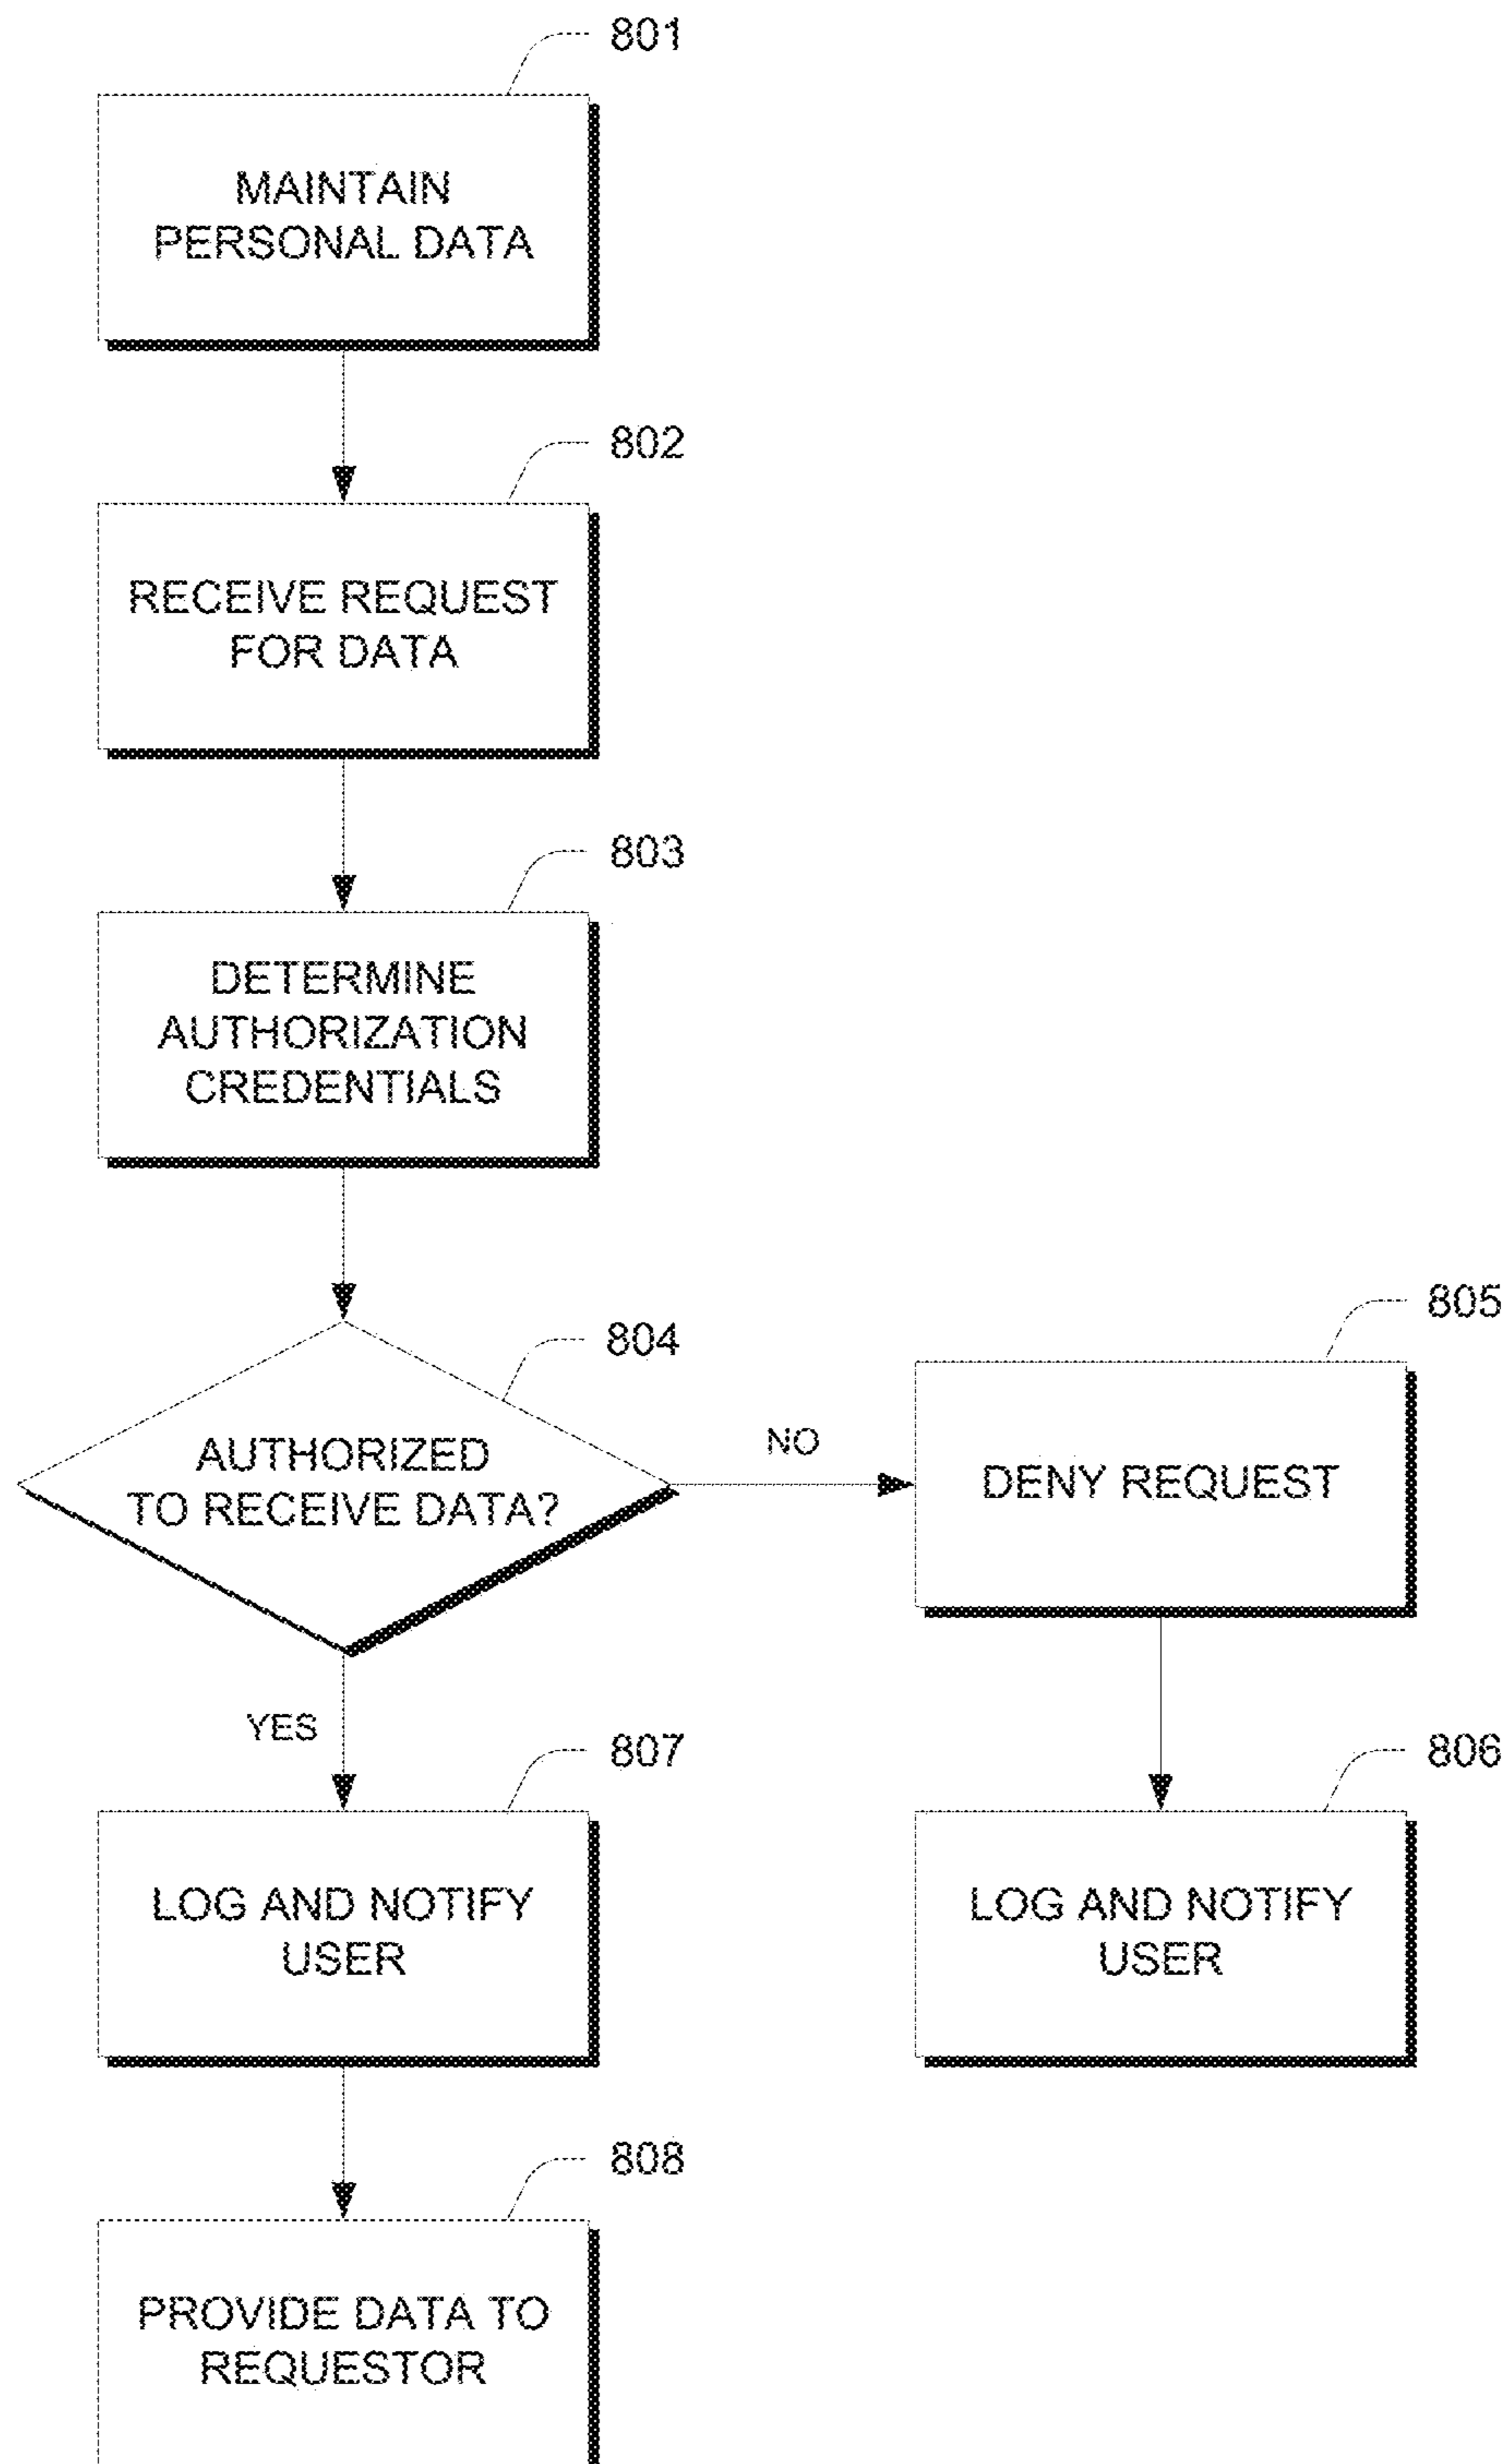 801
MAINTAIN
PERSONAL DATA
802
RECEIVE REQUEST
FOR DATA
803
DETERMINE
AUTHORIZATION
CREDENTIALS
804
AUTHORIZED
TO RECEIVE DATA?
NO
805
DENY REQUEST
YES
807
LOG AND NOTIFY
USER
806
LOG AND NOTIFY
USER
808
PROVIDE DATA TO
REQUESTOR